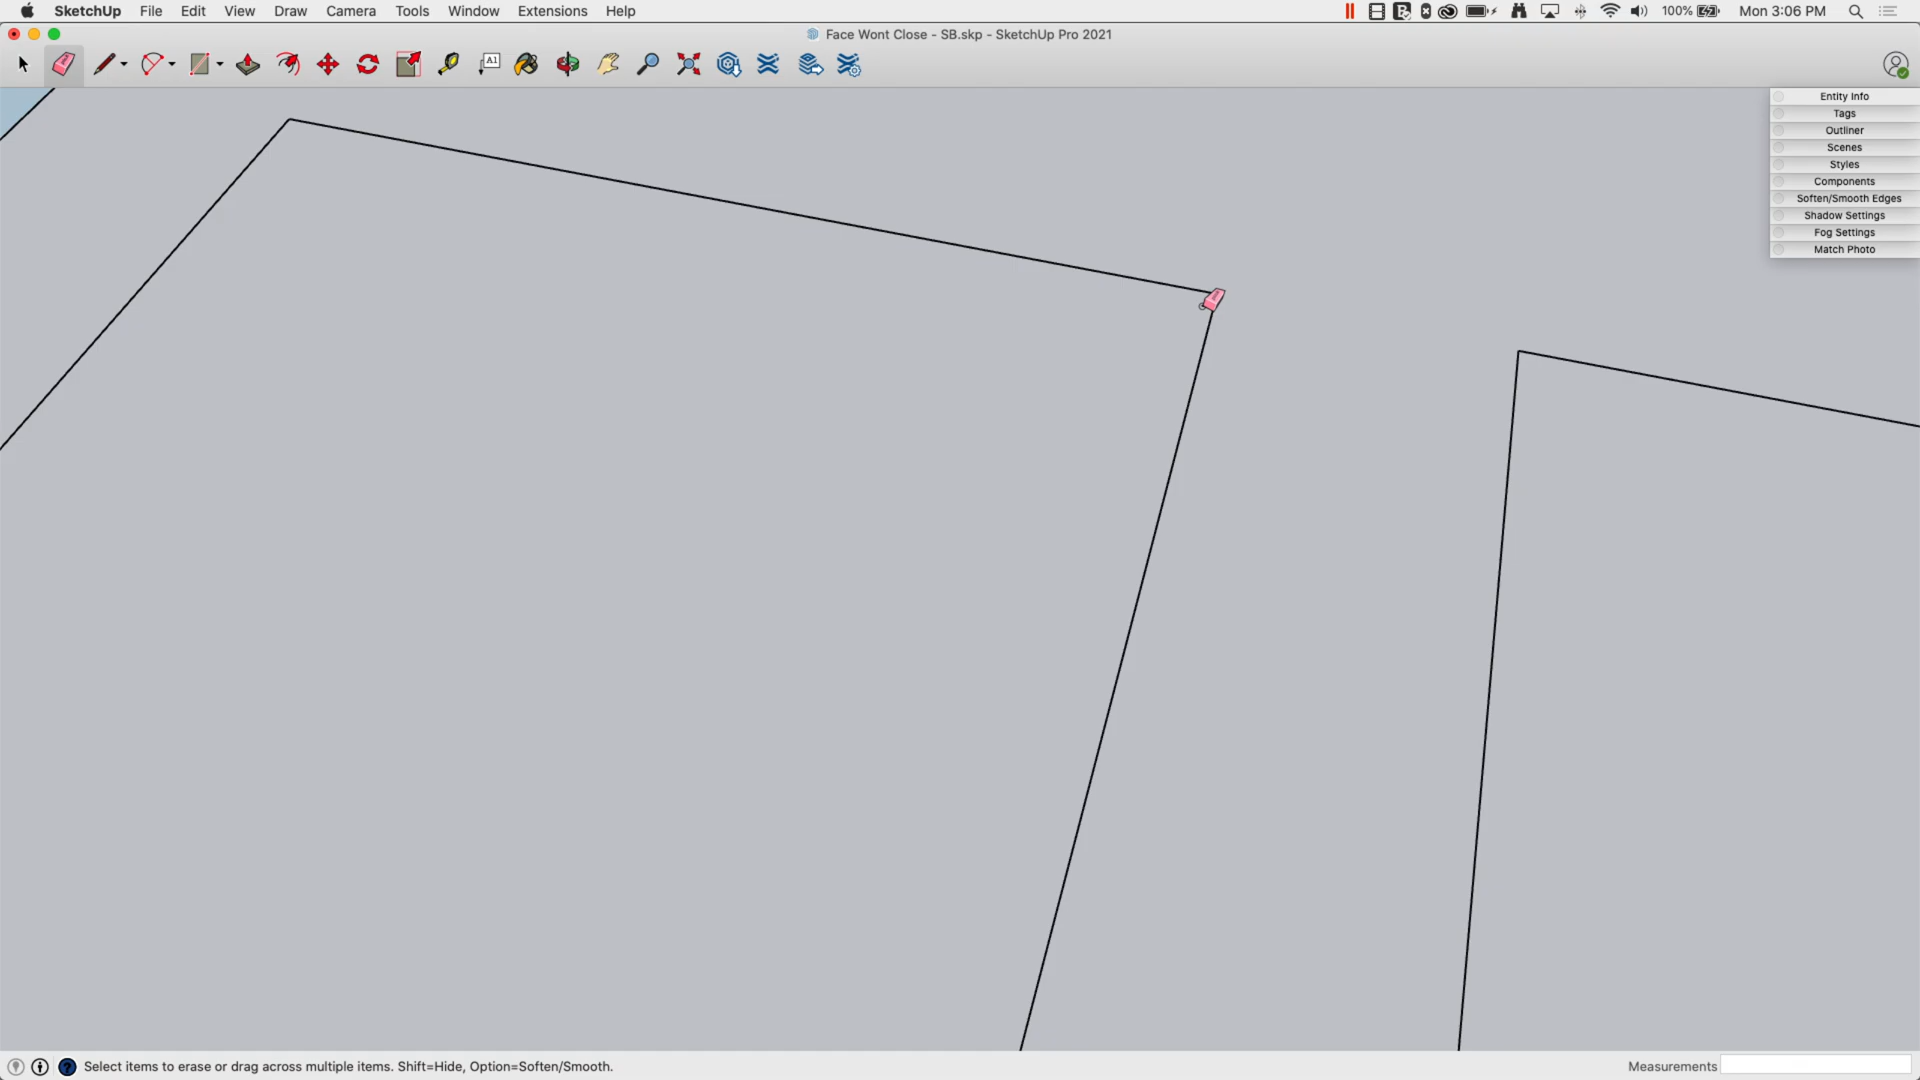 SketchUp File Edit View Draw Camera Tools Window Extensions Help 100% Mon 3:06 PM
Face Wont Close - SB.skp - SketchUp Pro 2021
A1
Entity Info
Tags
Outliner
Scenes
Styles
Components
Soften/Smooth Edges
Shadow Settings
Fog Settings
Match Photo
Select items to erase or drag across multiple items. Shift=Hide, Option=Soften/Smooth.
Measurements